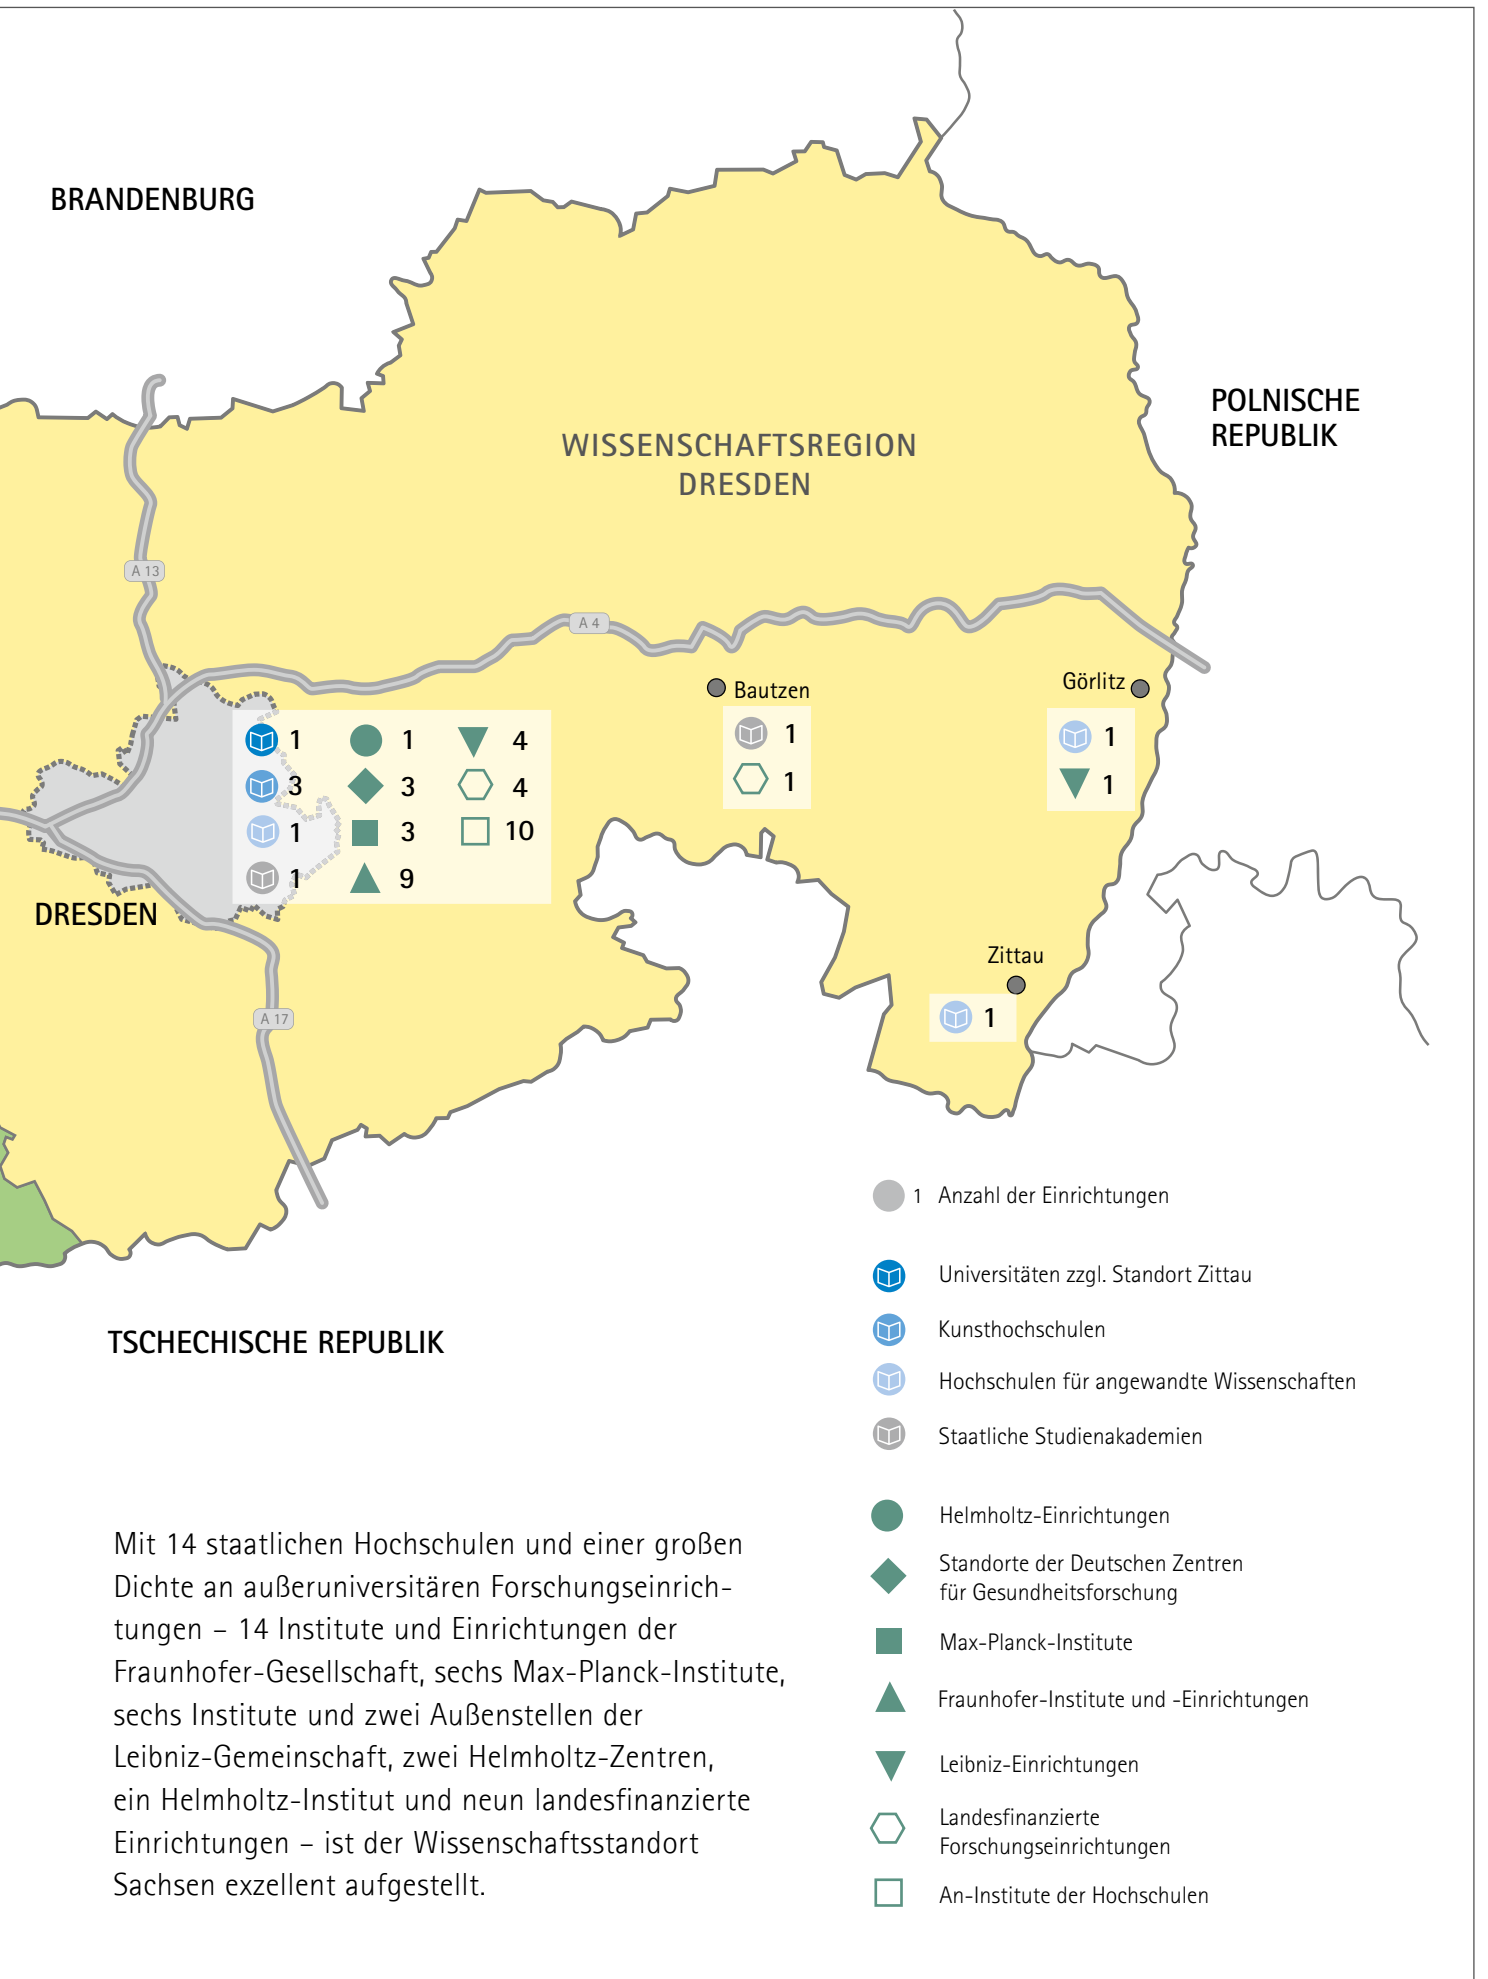 BRANDENBURG
POLNISCHE
REPUBLIK
WISSENSCHAFTSREGION
DRESDEN
A 13
A 4
Bautzen
1
1
Görlitz
1
1
1 1 4
3 3 4
1 3 10
1 9
DRESDEN
Zittau
1
A 17
TSCHECHISCHE REPUBLIK
1 Anzahl der Einrichtungen
Universitäten zzgl. Standort Zittau
Kunsthochschulen
Hochschulen für angewandte Wissenschaften
Staatliche Studienakademien
Helmholtz-Einrichtungen
Standorte der Deutschen Zentren
für Gesundheitsforschung
Max-Planck-Institute
Fraunhofer-Institute und -Einrichtungen
Leibniz-Einrichtungen
Landesfinanzierte
Forschungseinrichtungen
An-Institute der Hochschulen
Mit 14 staatlichen Hochschulen und einer großen
Dichte an außeruniversitären Forschungseinrich-
tungen – 14 Institute und Einrichtungen der
Fraunhofer-Gesellschaft, sechs Max-Planck-Institute,
sechs Institute und zwei Außenstellen der
Leibniz-Gemeinschaft, zwei Helmholtz-Zentren,
ein Helmholtz-Institut und neun landesfinanzierte
Einrichtungen – ist der Wissenschaftsstandort
Sachsen exzellent aufgestellt.